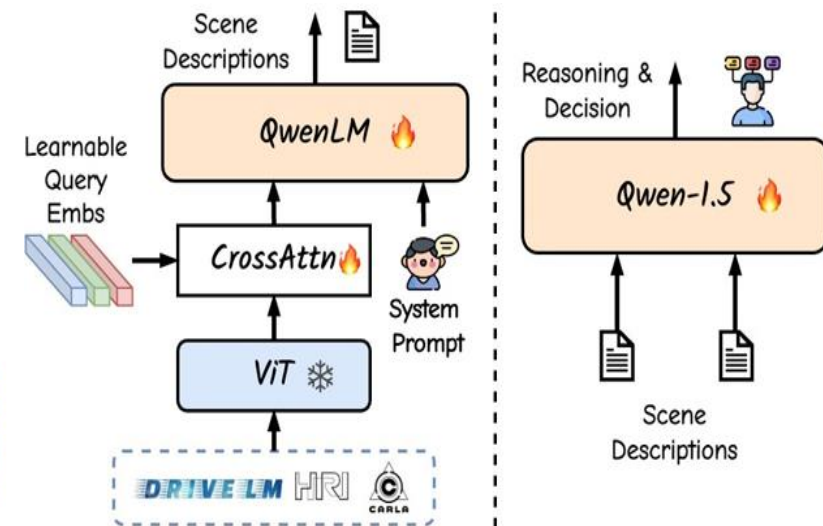 Scene
Descriptions
QwenLM
Learnable
Query
Embs
CrossAttn
System
Prompt
ViT
DRIVE LM HRI CARLA
Reasoning &
Decision
Qwen-1.5
Scene
Descriptions